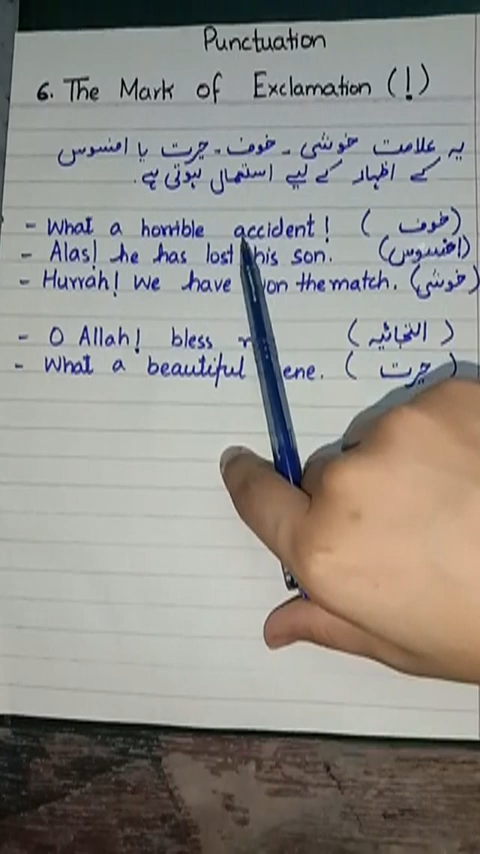 Punctuation
6. The Mark of Exclamation (!)
یہ علامت خوشی - خوف - حیرت یا افسوس
کے اظہار کے لیے استعمال ہوتی ہے۔
- What a horrible accident! (خوف)
- Alas! he has lost his son. (افسوس)
- Hurrah! We have on the match. (خوشی)
- O Allah! bless (التجائیہ)
- What a beautiful ene. (حیرت)